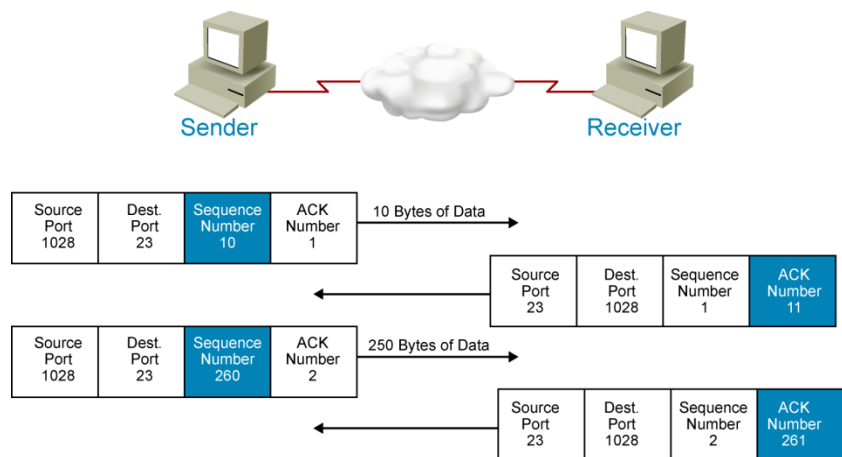 Sender
Receiver
Source
Port
1028
Dest.
Port
23
Sequence
Number
10
ACK
Number
1
10 Bytes of Data
Source
Port
23
Dest.
Port
1028
Sequence
Number
1
ACK
Number
11
Source
Port
1028
Dest.
Port
23
Sequence
Number
260
ACK
Number
2
250 Bytes of Data
Source
Port
23
Dest.
Port
1028
Sequence
Number
2
ACK
Number
261